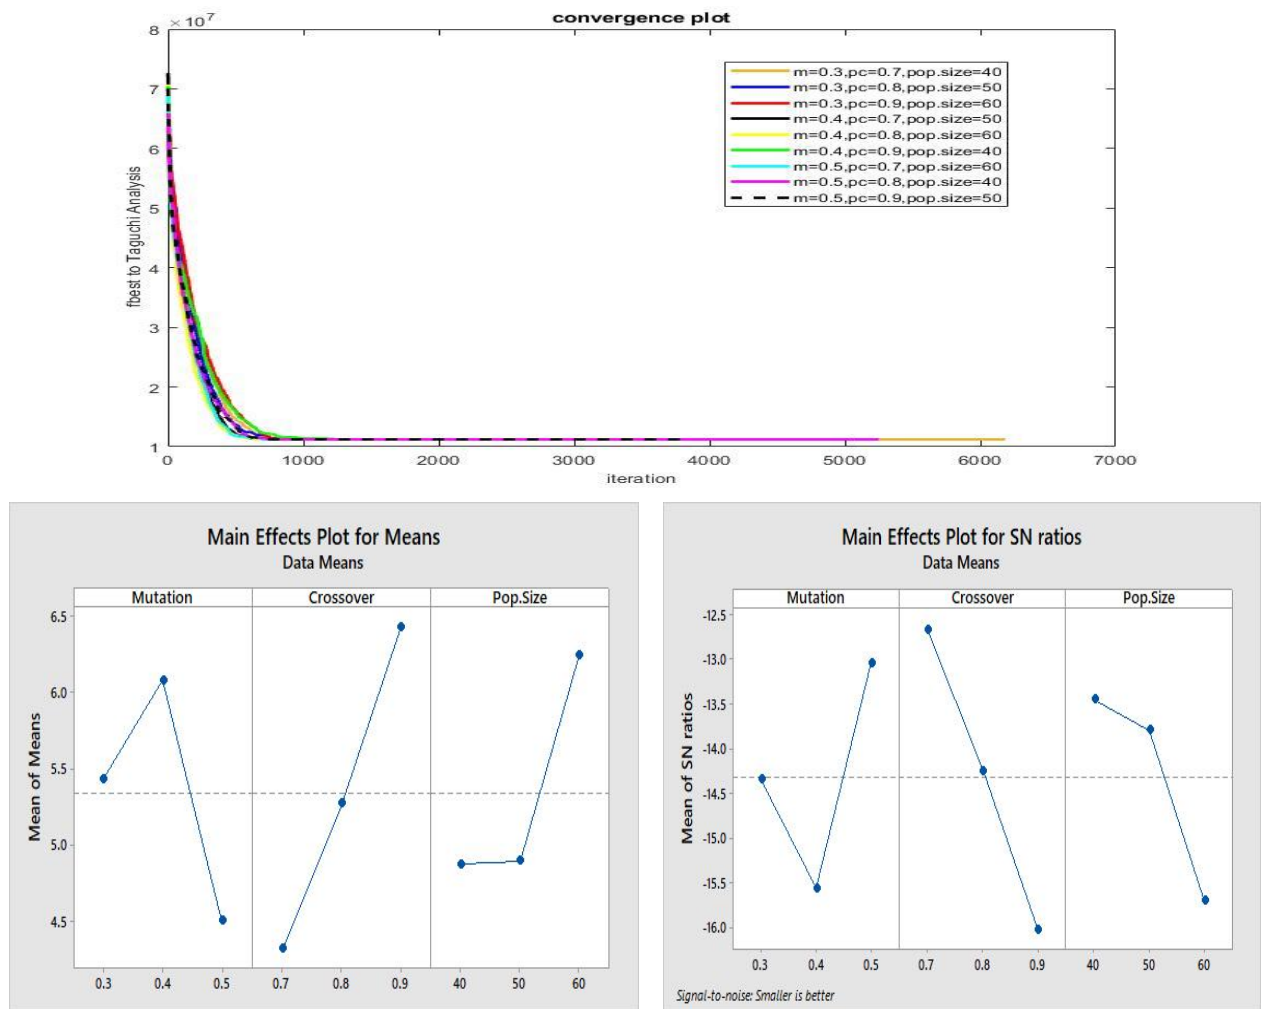 convergence plot
×10^7
8
7
6
5
4
3
2
1
fbest to Taguchi Analysis
m=0.3,pc=0.7,pop.size=40
m=0.3,pc=0.8,pop.size=50
m=0.3,pc=0.9,pop.size=60
m=0.4,pc=0.7,pop.size=50
m=0.4,pc=0.8,pop.size=60
m=0.4,pc=0.9,pop.size=40
m=0.5,pc=0.7,pop.size=60
m=0.5,pc=0.8,pop.size=40
m=0.5,pc=0.9,pop.size=50
0 1000 2000 3000 4000 5000 6000 7000
iteration
Main Effects Plot for Means
Data Means
Mutation Crossover Pop.Size
6.5
6.0
5.5
5.0
4.5
Mean of Means
0.3 0.4 0.5 0.7 0.8 0.9 40 50 60
Main Effects Plot for SN ratios
Data Means
Mutation Crossover Pop.Size
-12.5
-13.0
-13.5
-14.0
-14.5
-15.0
-15.5
-16.0
Mean of SN ratios
0.3 0.4 0.5 0.7 0.8 0.9 40 50 60
Signal-to-noise: Smaller is better